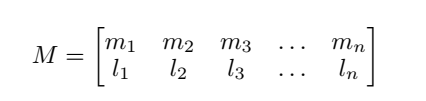 M = [ m₁ m₂ m₃ … mₙ
l₁ l₂ l₃ … lₙ ]